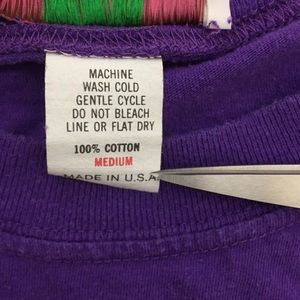 MACHINE
WASH COLD
GENTLE CYCLE
DO NOT BLEACH
LINE OR FLAT DRY
100% COTTON
MEDIUM
MADE IN U.S.A.